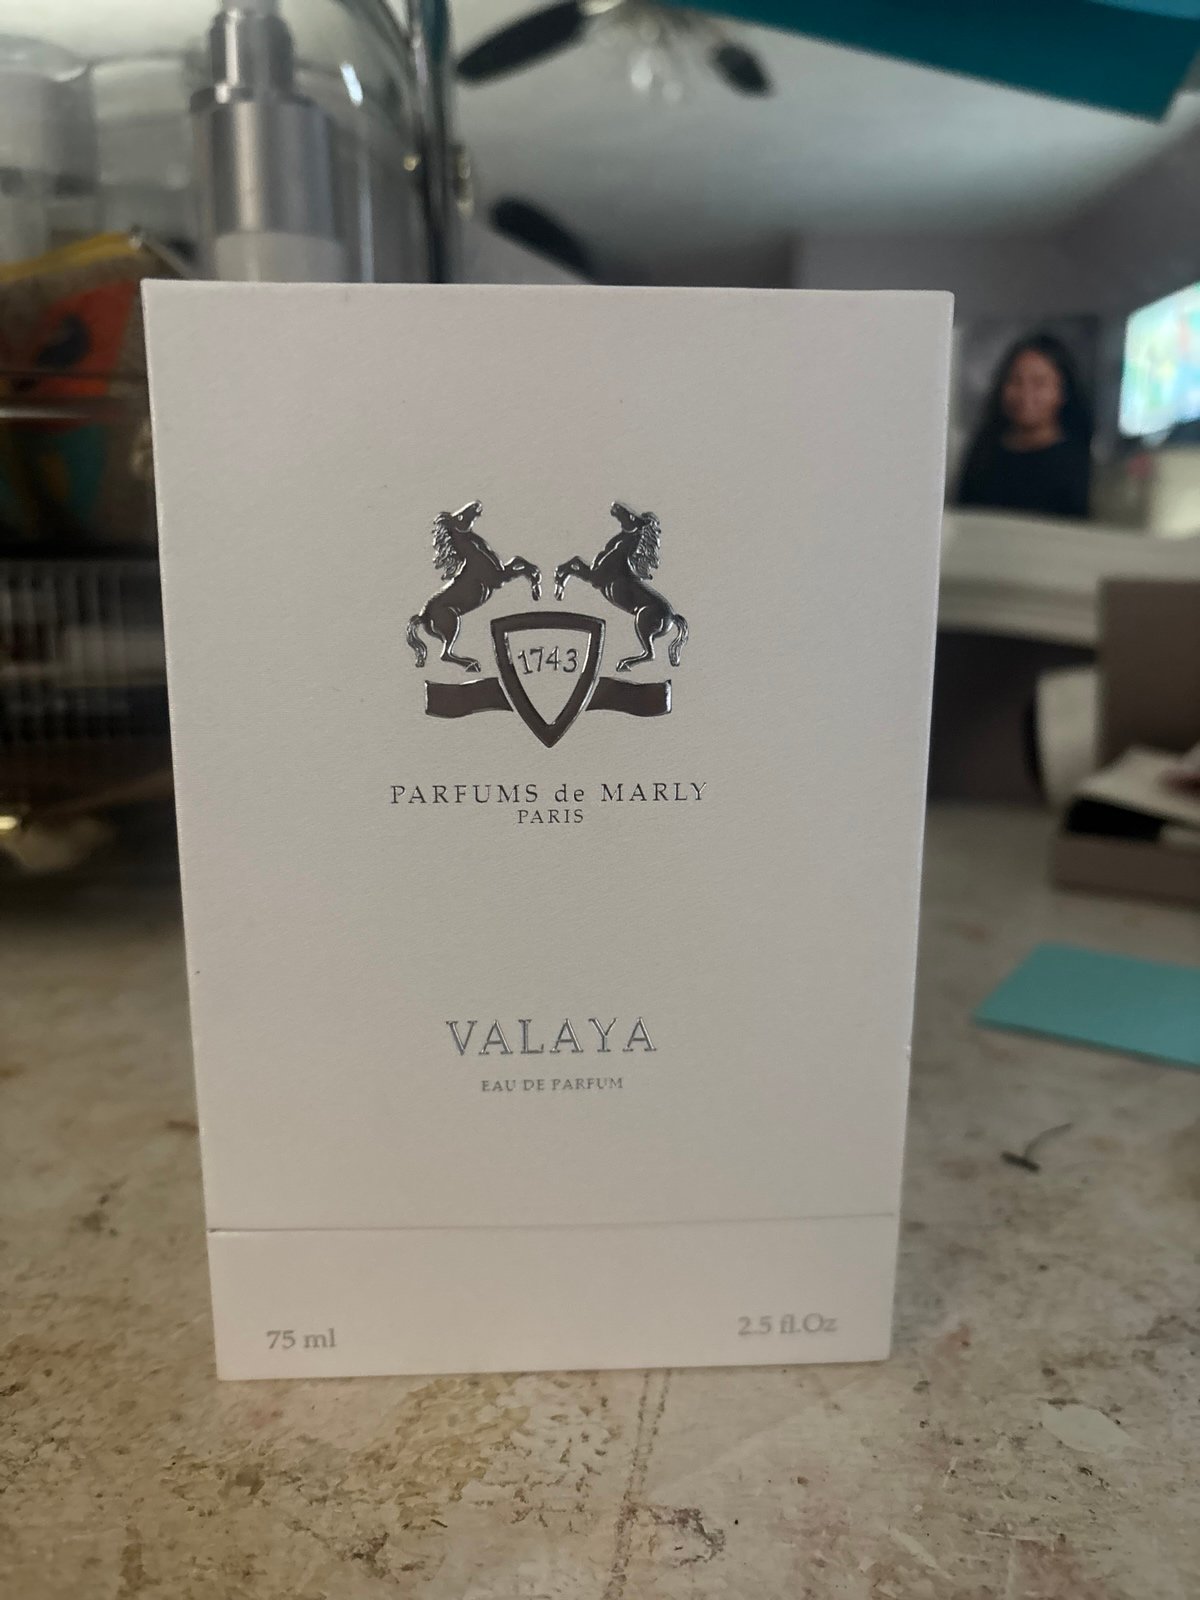 1743
PARFUMS de MARLY
PARIS
VALAYA
EAU DE PARFUM
75 ml
2.5 fl.Oz